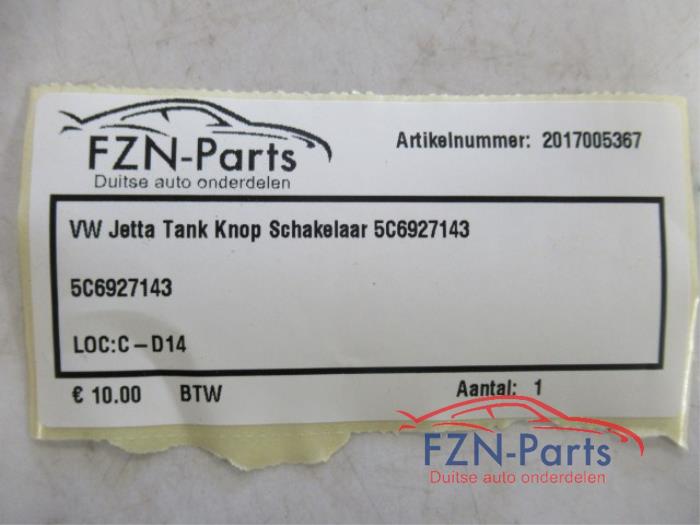 FZN-Parts
Duitse auto onderdelen
Artikelnummer: 2017005367
VW Jetta Tank Knop Schakelaar 5C6927143
5C6927143
LOC:C-D14
€ 10.00 BTW Aantal: 1
FZN-Parts
Duitse auto onderdelen